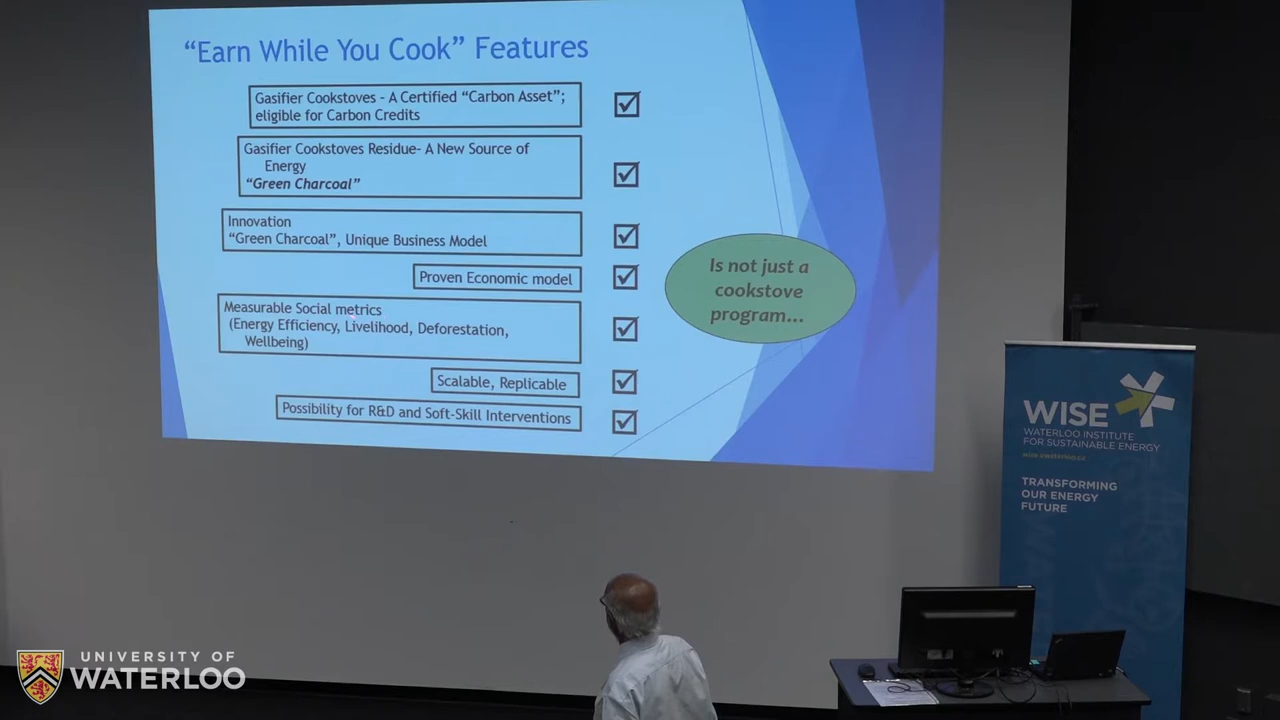 “Earn While You Cook” Features
Gasifier Cookstoves - A Certified “Carbon Asset”;
eligible for Carbon Credits
Gasifier Cookstoves Residue- A New Source of
Energy
“Green Charcoal”
Innovation
“Green Charcoal”, Unique Business Model
Proven Economic model
Measurable Social metrics
(Energy Efficiency, Livelihood, Deforestation,
Wellbeing)
Scalable, Replicable
Possibility for R&D and Soft-Skill Interventions
Is not just a
cookstove
program...
WISE
WATERLOO INSTITUTE
FOR SUSTAINABLE ENERGY
wise.uwaterloo.ca
TRANSFORMING
OUR ENERGY
FUTURE
UNIVERSITY OF
WATERLOO